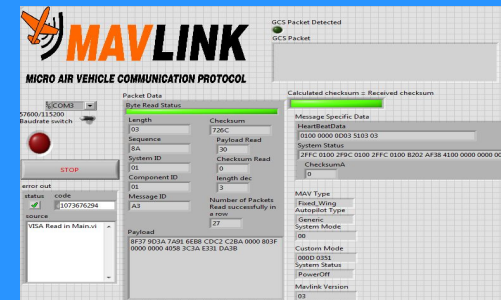 MAVLINK
MICRO AIR VEHICLE COMMUNICATION PROTOCOL
GCS Packet Detected
GCS Packet
COM3
57600/115200
Baudrate switch
STOP
error out
status code
1073676294
source
VISA Read in Main.vi
Packet Data
Byte Read Status
Length
03
Sequence
8A
System ID
01
Component ID
01
Message ID
A3
Checksum
726C
Payload Read
30
Checksum Read
0
length dec
3
Number of Packets
Read successfully in
a row
27
Payload
8F37 9D3A 7A91 6EB8 CDC2 C2BA 0000 803F
0000 0000 4058 3C3A E331 DA3B
Calculated checksum = Received checksum
Message Specific Data
HeartBeatData
0100 0000 0D03 5103 03
System Status
2FFC 0100 2F9C 0100 2FFC 0100 B202 AF38 4100 0000 0000 00
ChecksumA
0
MAV Type
Fixed_Wing
Autopilot Type
Generic
System Mode
00
Custom Mode
000D 0351
System Status
PowerOff
Mavlink Version
03